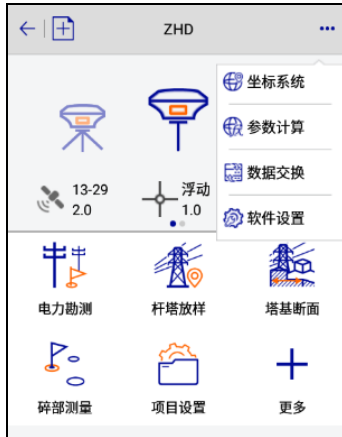 ZHD
坐标系统
参数计算
数据交换
软件设置
13-29
2.0
浮动
1.0
电力勘测
杆塔放样
塔基断面
碎部测量
项目设置
更多